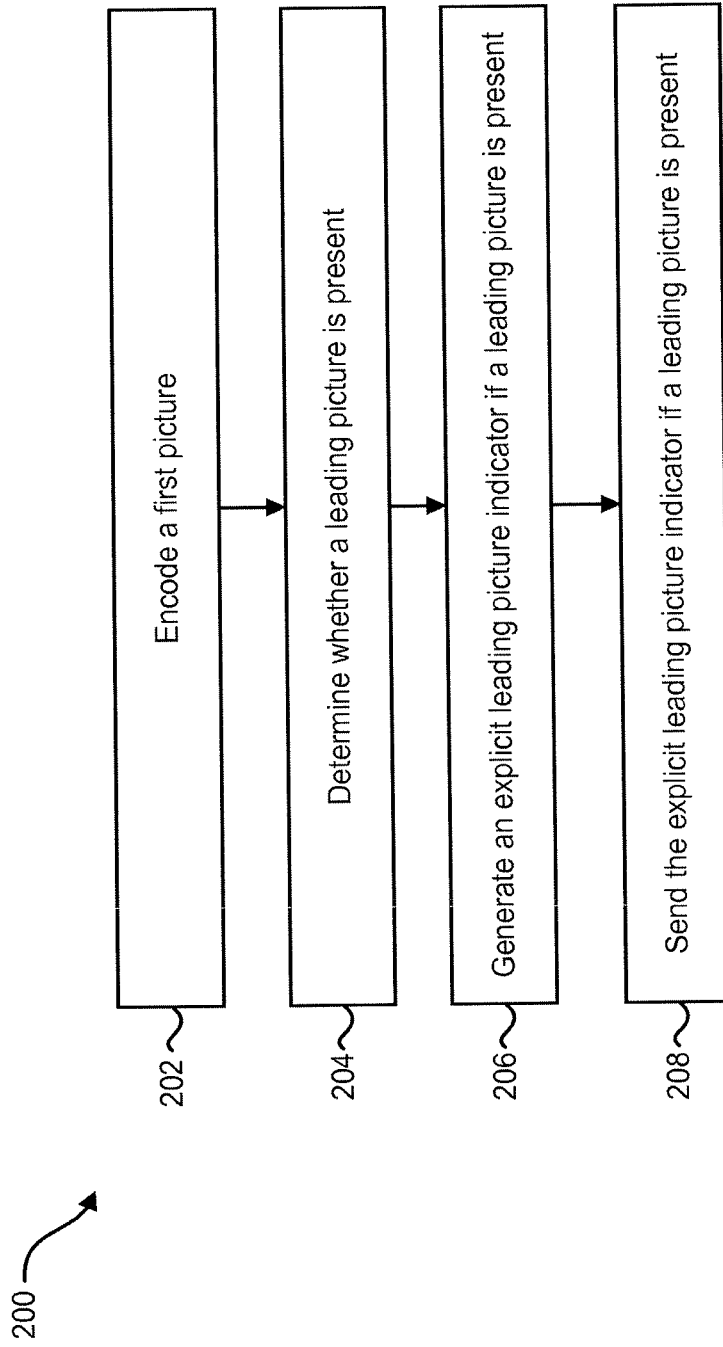 200
202
Encode a first picture
204
Determine whether a leading picture is present
206
Generate an explicit leading picture indicator if a leading picture is present
208
Send the explicit leading picture indicator if a leading picture is present